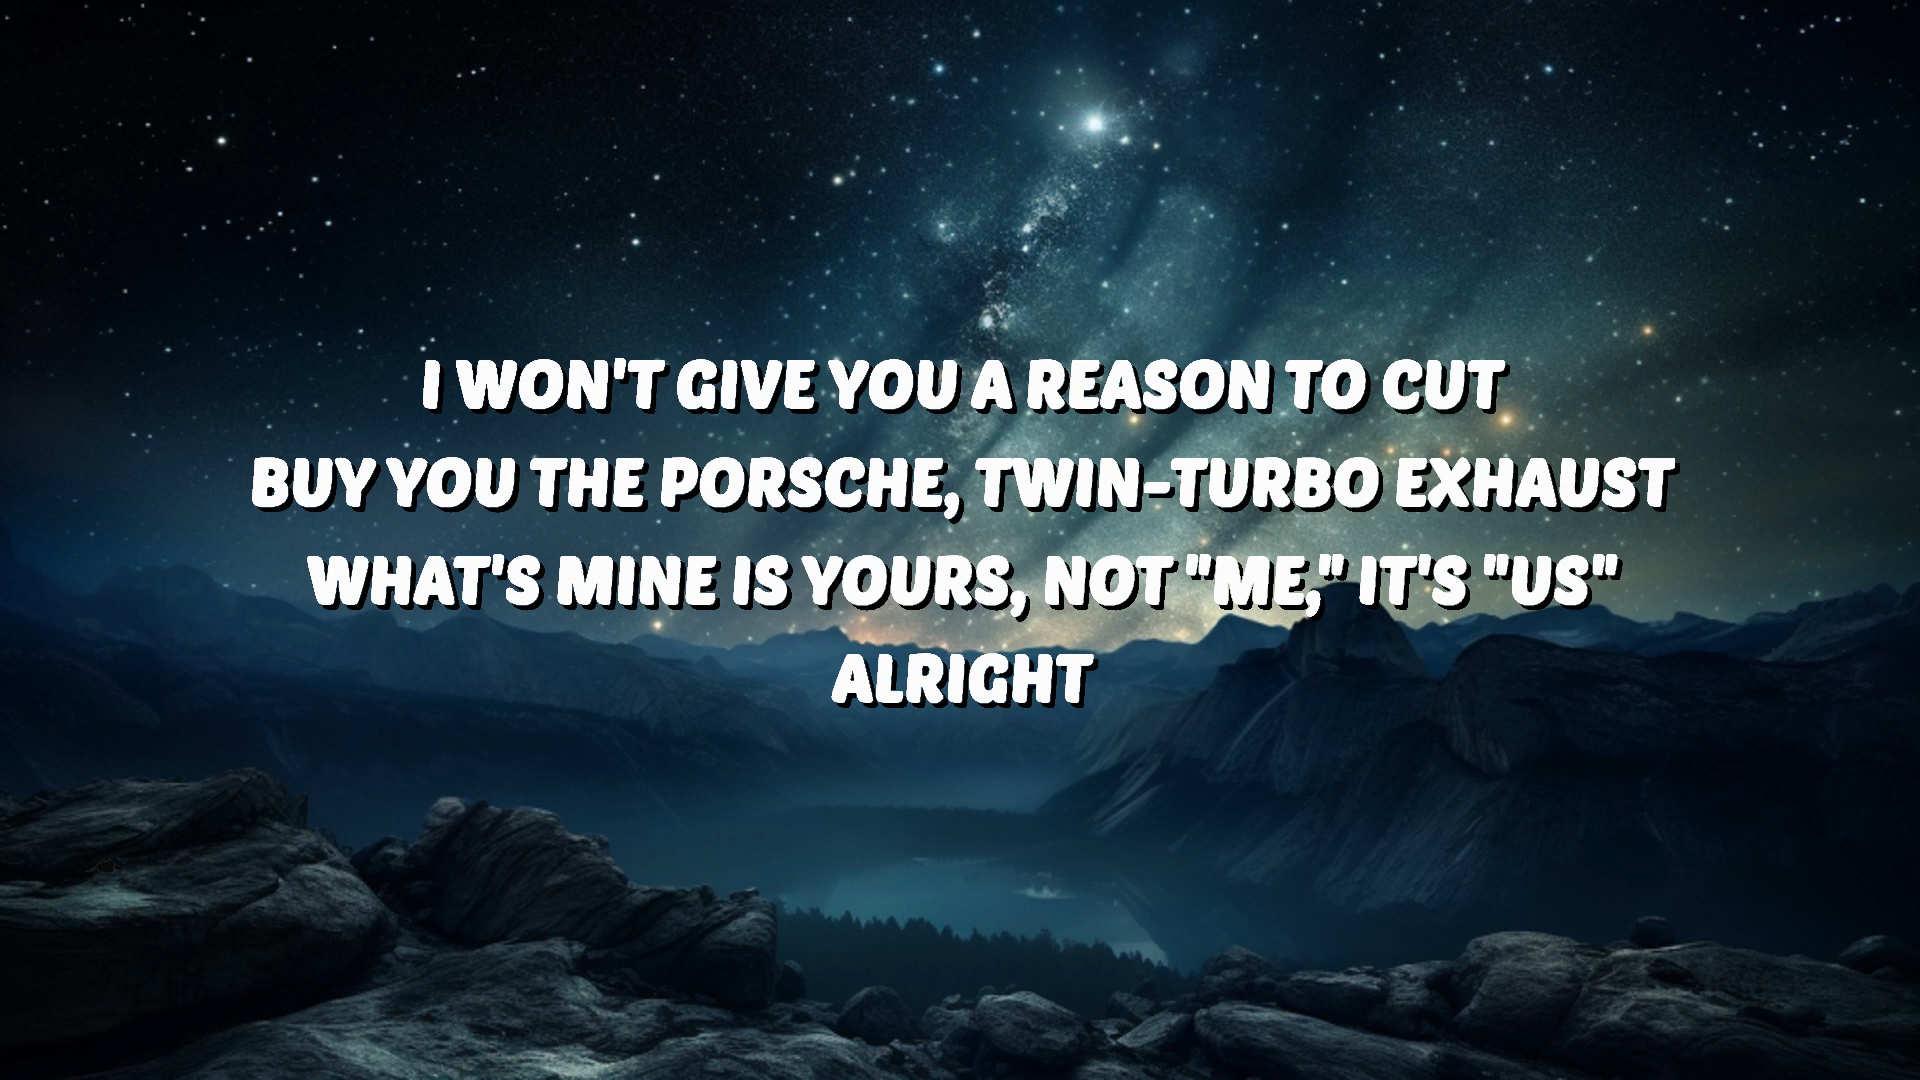 I WON'T GIVE YOU A REASON TO CUT
BUY YOU THE PORSCHE, TWIN-TURBO EXHAUST
WHAT'S MINE IS YOURS, NOT "ME," IT'S "US"
ALRIGHT